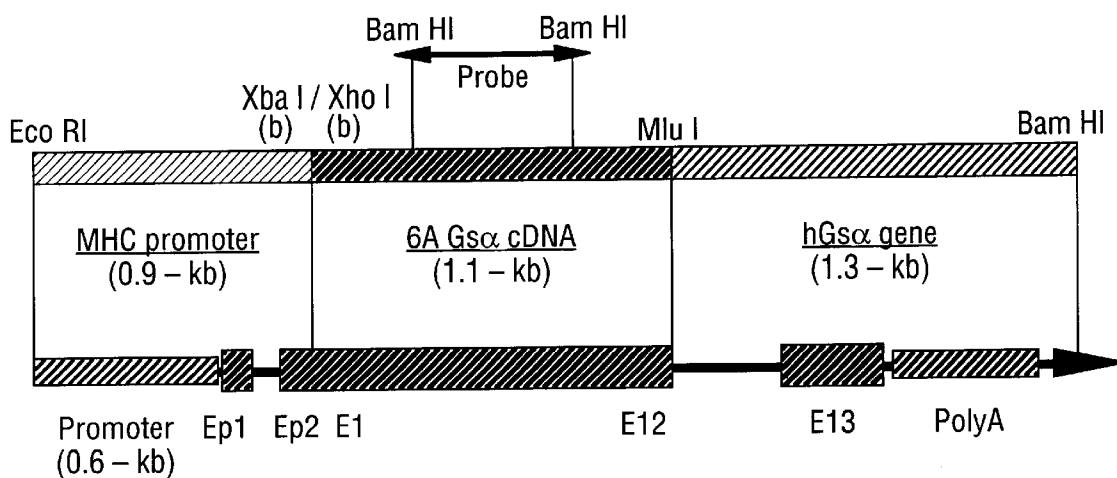 Bam HI Bam HI
Probe
Xba I / Xho I
(b) (b)
Eco RI Mlu I Bam HI
MHC promoter 6A Gsα cDNA hGsα gene
(0.9 – kb) (1.1 – kb) (1.3 – kb)
Promoter Ep1 Ep2 E1 E12 E13 PolyA
(0.6 – kb)